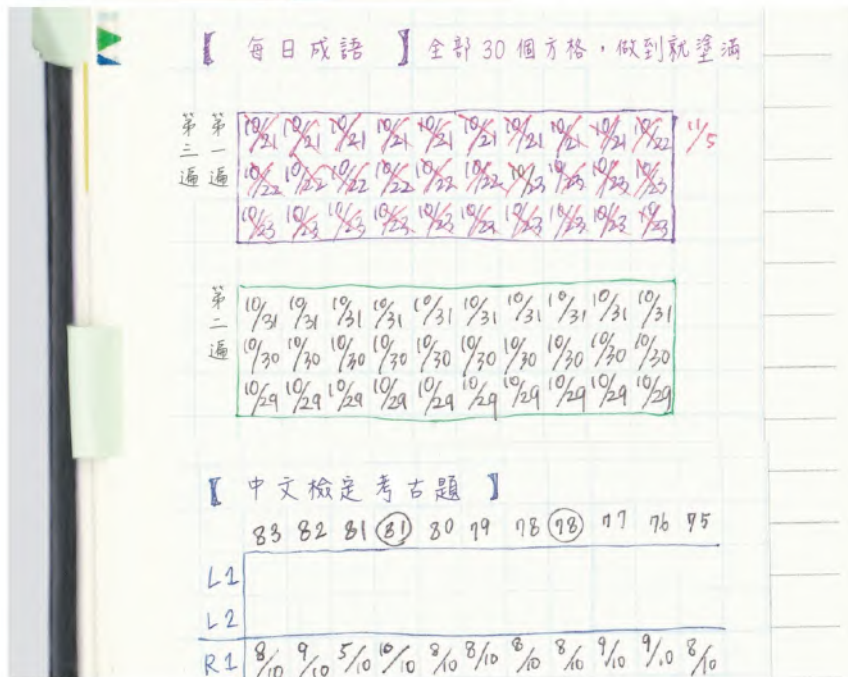 【 每日成語 】全部30個方格，做到就塗滿
第一遍
第三遍
10/21 10/21 10/21 10/21 10/21 10/21 10/21 10/21 10/21 10/22 11/5
10/22 10/22 10/22 10/22 10/22 10/22 10/23 10/23 10/23 10/23
10/23 10/23 10/23 10/23 10/23 10/23 10/23 10/23 10/23 10/23
第二遍
10/31 10/31 10/31 10/31 10/31 10/31 10/31 10/31 10/31 10/31
10/30 10/30 10/30 10/30 10/30 10/30 10/30 10/30 10/30 10/30
10/29 10/29 10/29 10/29 10/29 10/29 10/29 10/29 10/29 10/29
【 中文檢定考古題 】
83 82 81 81 80 79 78 78 77 76 75
L1
L2
R1 8/10 9/10 5/10 10/10 8/10 8/10 8/10 8/10 9/10 9/10 8/10